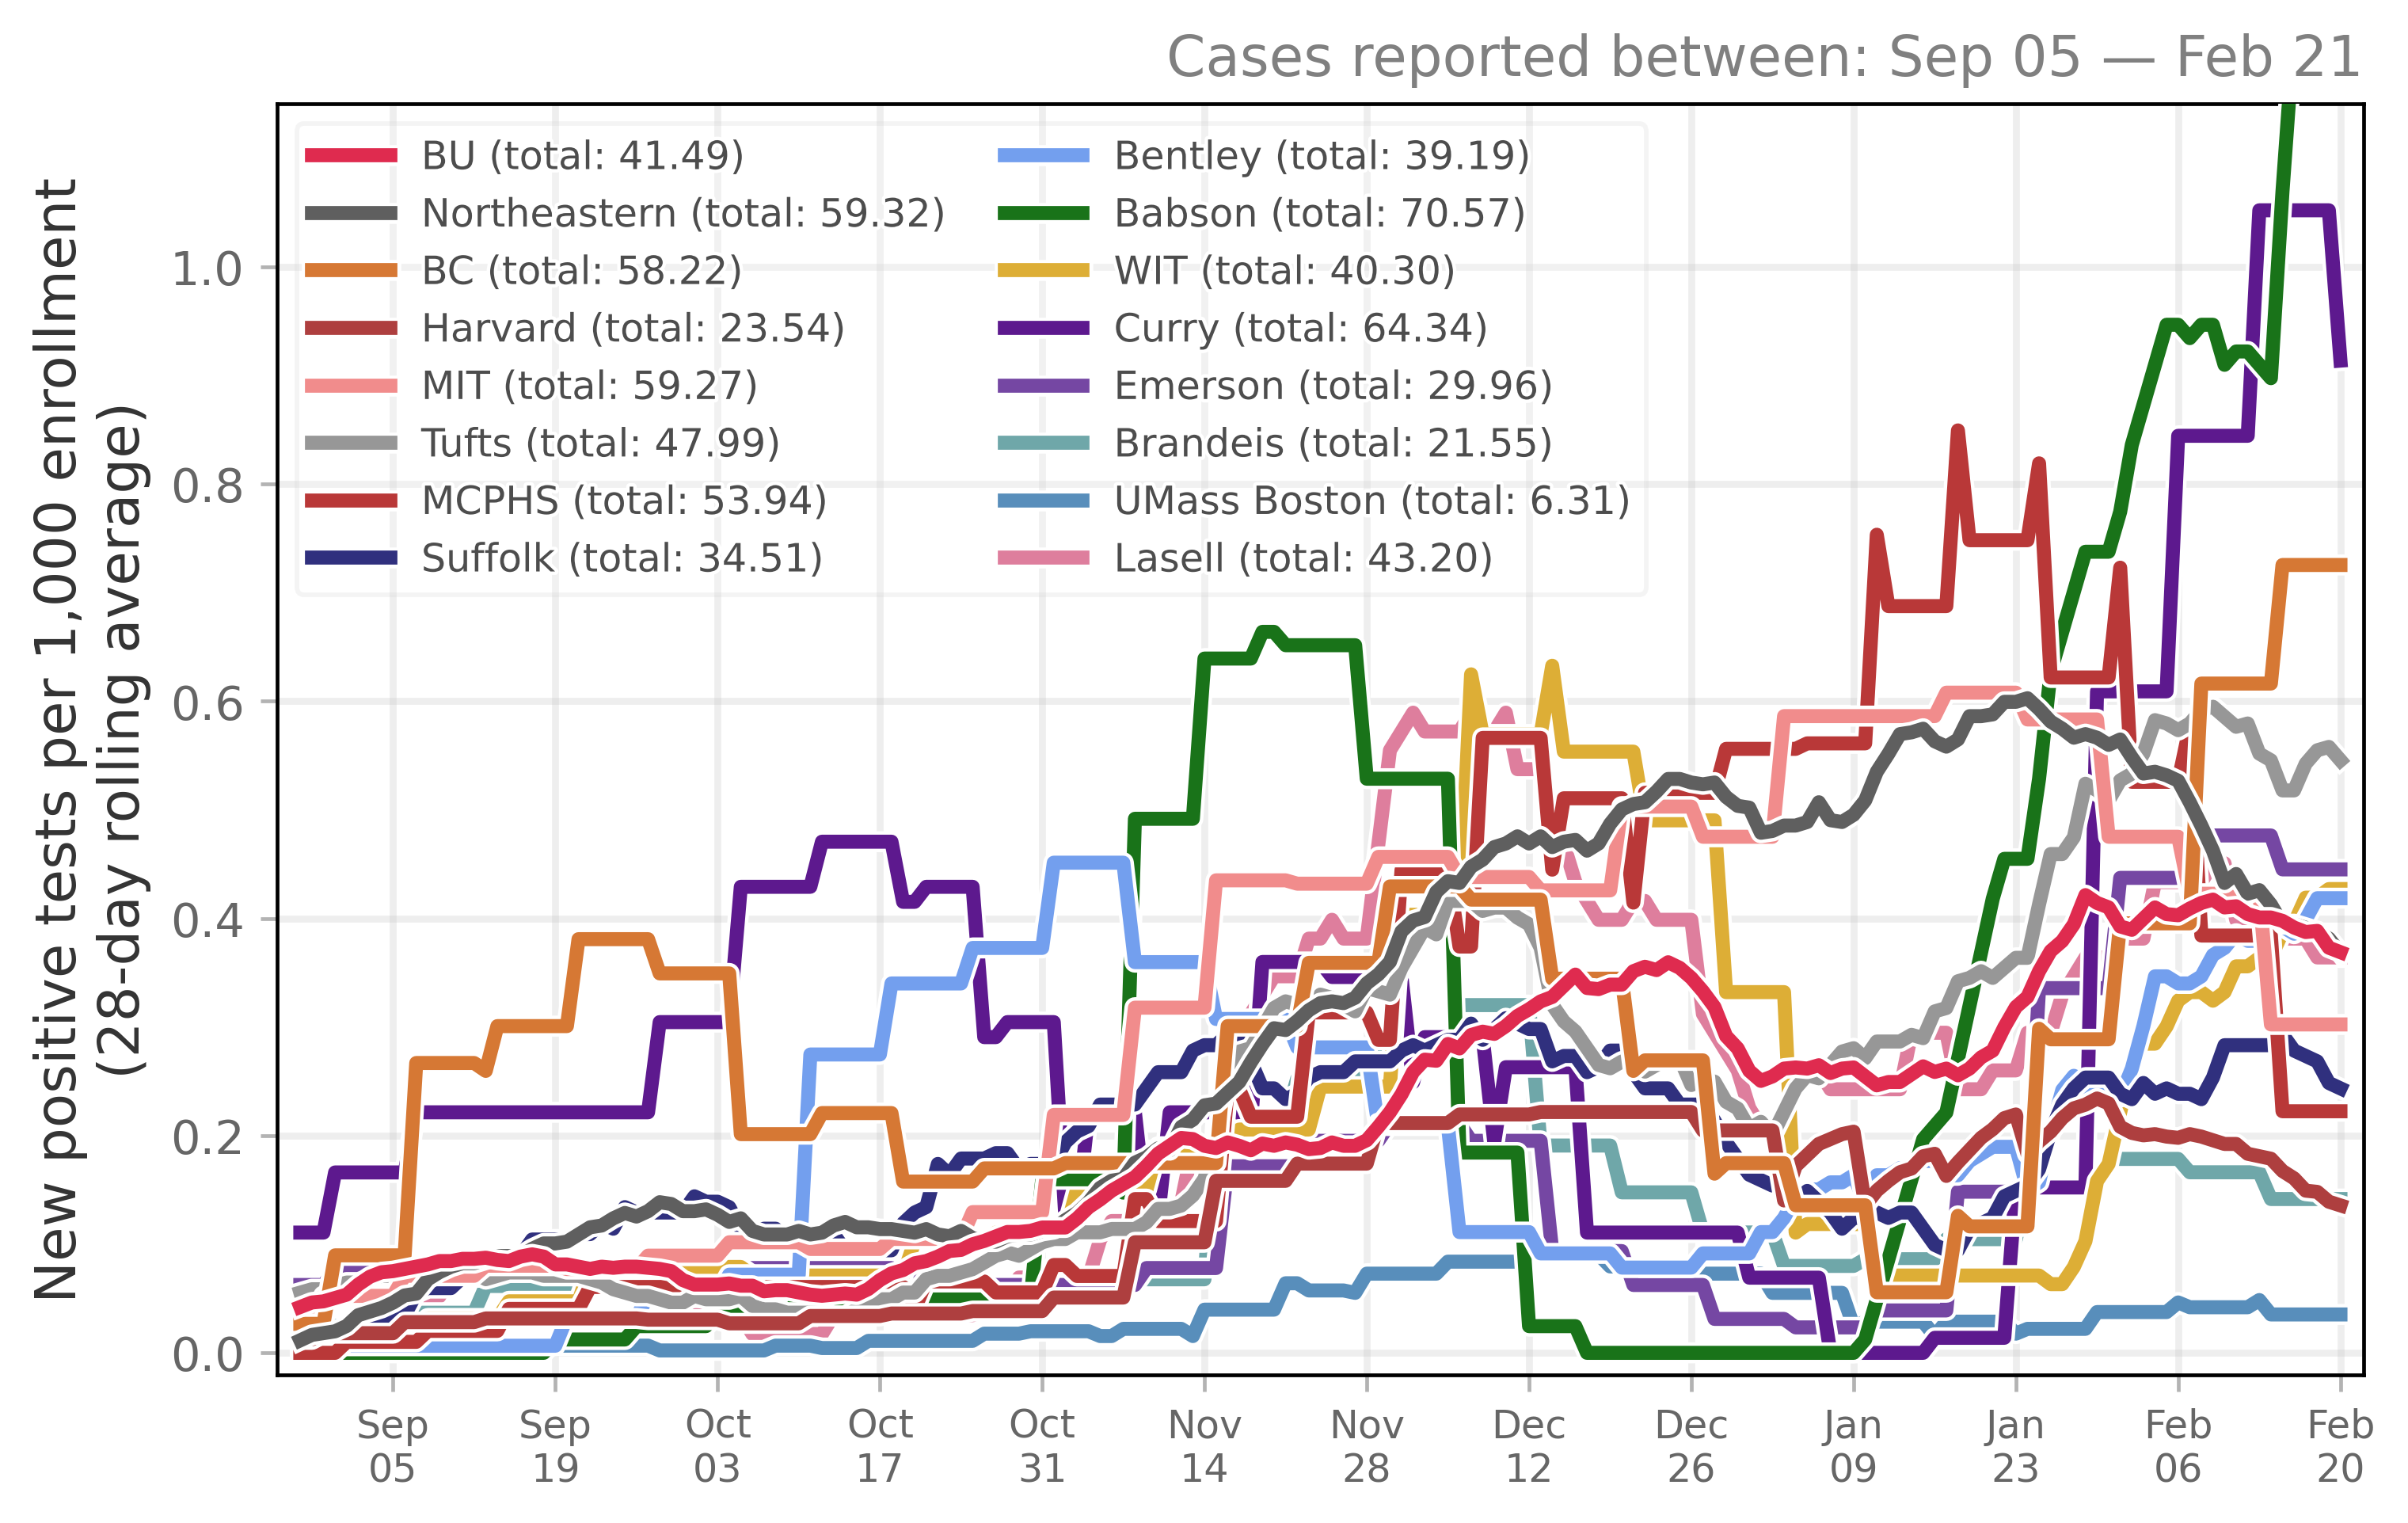 Cases reported between: Sep 05 — Feb 21
New positive tests per 1,000 enrollment
(28-day rolling average)
BU (total: 41.49)
Northeastern (total: 59.32)
BC (total: 58.22)
Harvard (total: 23.54)
MIT (total: 59.27)
Tufts (total: 47.99)
MCPHS (total: 53.94)
Suffolk (total: 34.51)
Bentley (total: 39.19)
Babson (total: 70.57)
WIT (total: 40.30)
Curry (total: 64.34)
Emerson (total: 29.96)
Brandeis (total: 21.55)
UMass Boston (total: 6.31)
Lasell (total: 43.20)
1.0
0.8
0.6
0.4
0.2
0.0
Sep
05
Sep
19
Oct
03
Oct
17
Oct
31
Nov
14
Nov
28
Dec
12
Dec
26
Jan
09
Jan
23
Feb
06
Feb
20